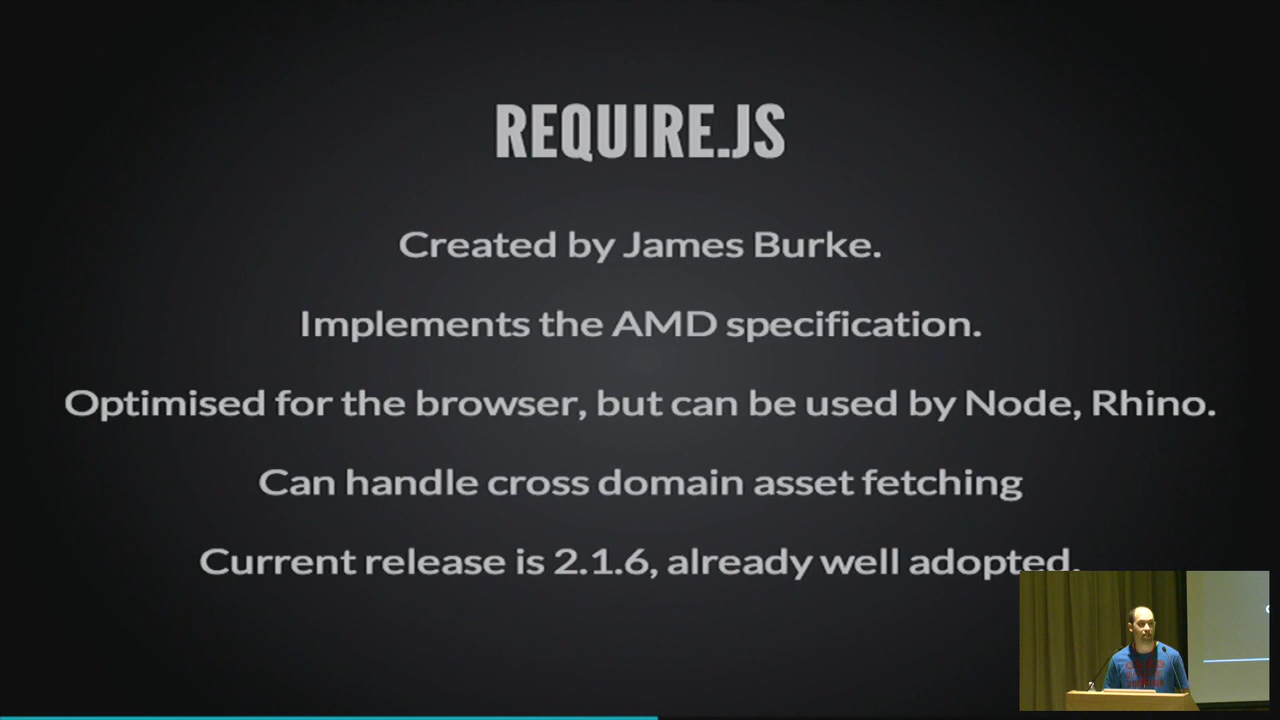 REQUIRE.JS
Created by James Burke.
Implements the AMD specification.
Optimised for the browser, but can be used by Node, Rhino.
Can handle cross domain asset fetching
Current release is 2.1.6, already well adopted.